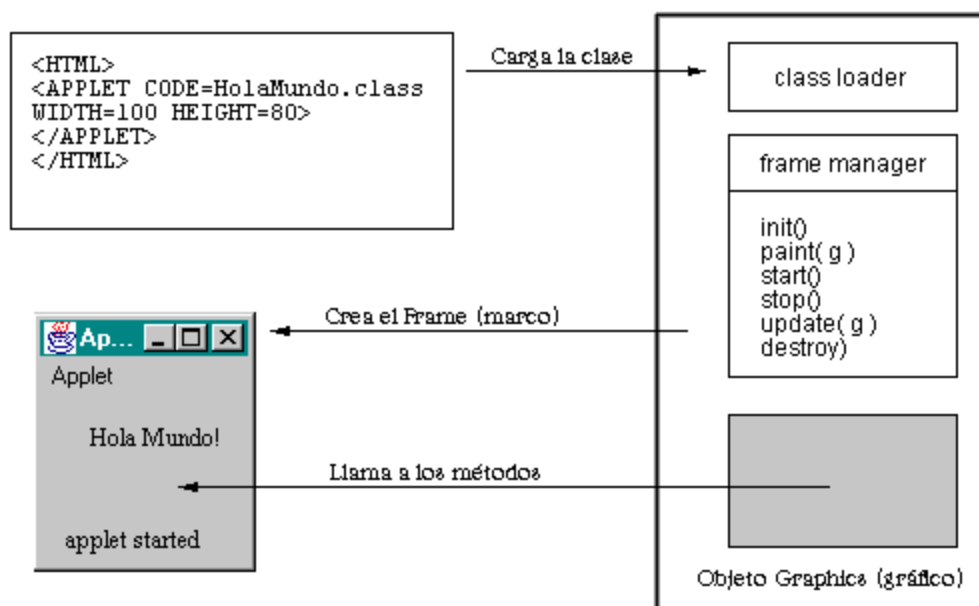 <HTML>
<APPLET CODE=HolaMundo.class
WIDTH=100 HEIGHT=80>
</APPLET>
</HTML>
Carga la clase
class loader
frame manager
init()
paint( g )
start()
stop()
update( g )
destroy)
Crea el Frame (marco)
Ap...
Applet
Hola Mundo!
applet started
Llama a los métodos
Objeto Graphics (gráfico)